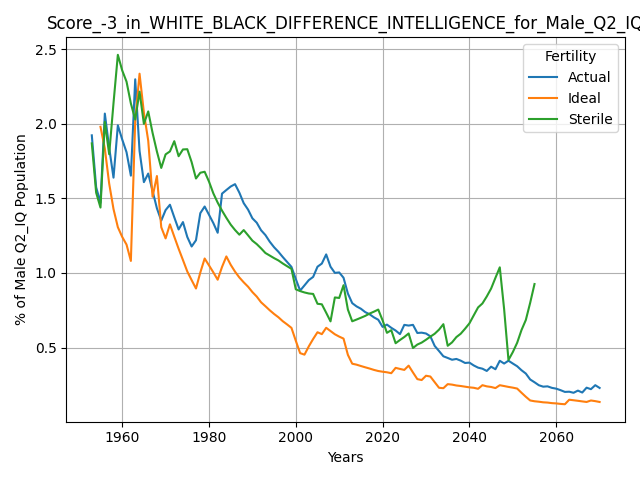 Score_-3_in_WHITE_BLACK_DIFFERENCE_INTELLIGENCE_for_Male_Q2_IQ
Fertility
Actual
Ideal
Sterile
% of Male Q2_IQ Population
2.5
2.0
1.5
1.0
0.5
1960 1980 2000 2020 2040 2060
Years